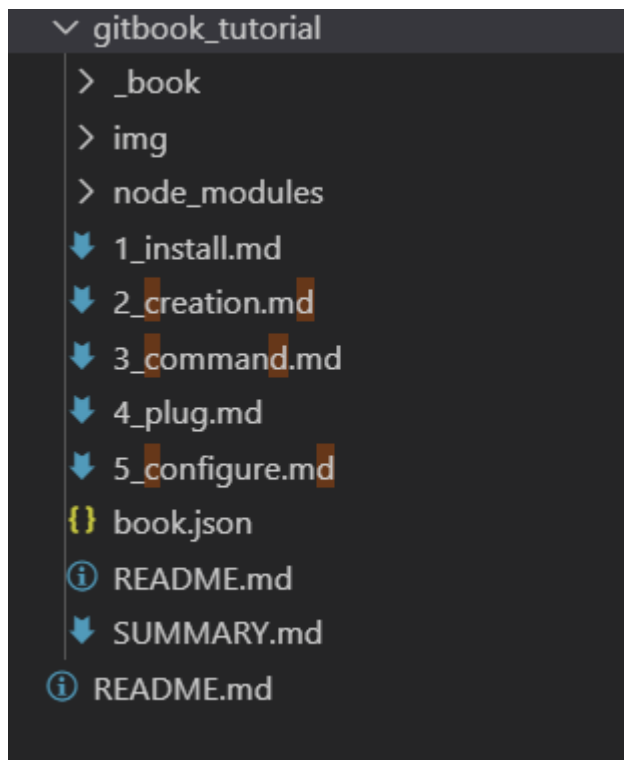 gitbook_tutorial
_book
img
node_modules
1_install.md
2_creation.md
3_command.md
4_plug.md
5_configure.md
{} book.json
README.md
SUMMARY.md
README.md